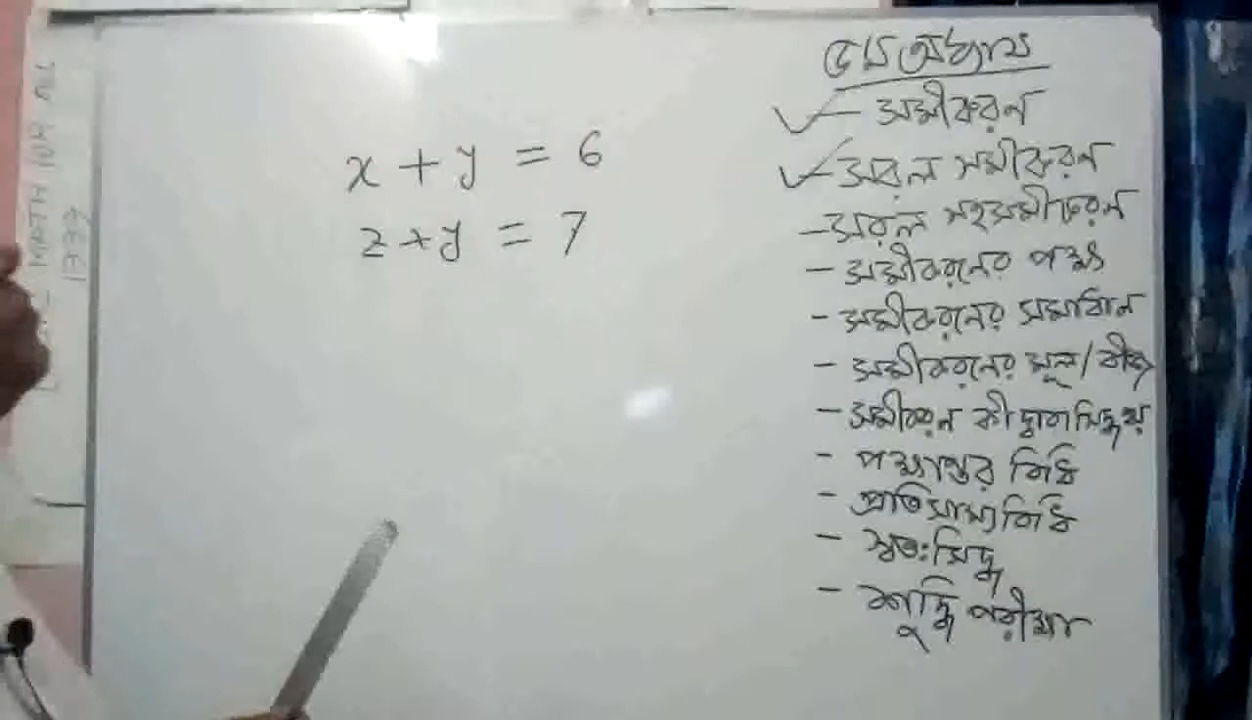 x + y = 6
z + y = 7
৩য় অধ্যায়
- সমীকরণ
- সরল সমীকরণ
- সরল সহসমীকরণ
- সমীকরণের পক্ষ
- সমীকরণের সমাধান
- সমীকরণের মূল/বীজ
- সমীকরণ কী দ্বারা সিদ্ধ হয়
- পক্ষান্তর বিধি
- প্রতিসাম্য বিধি
- স্বতঃসিদ্ধ
- শুদ্ধি পরীক্ষা